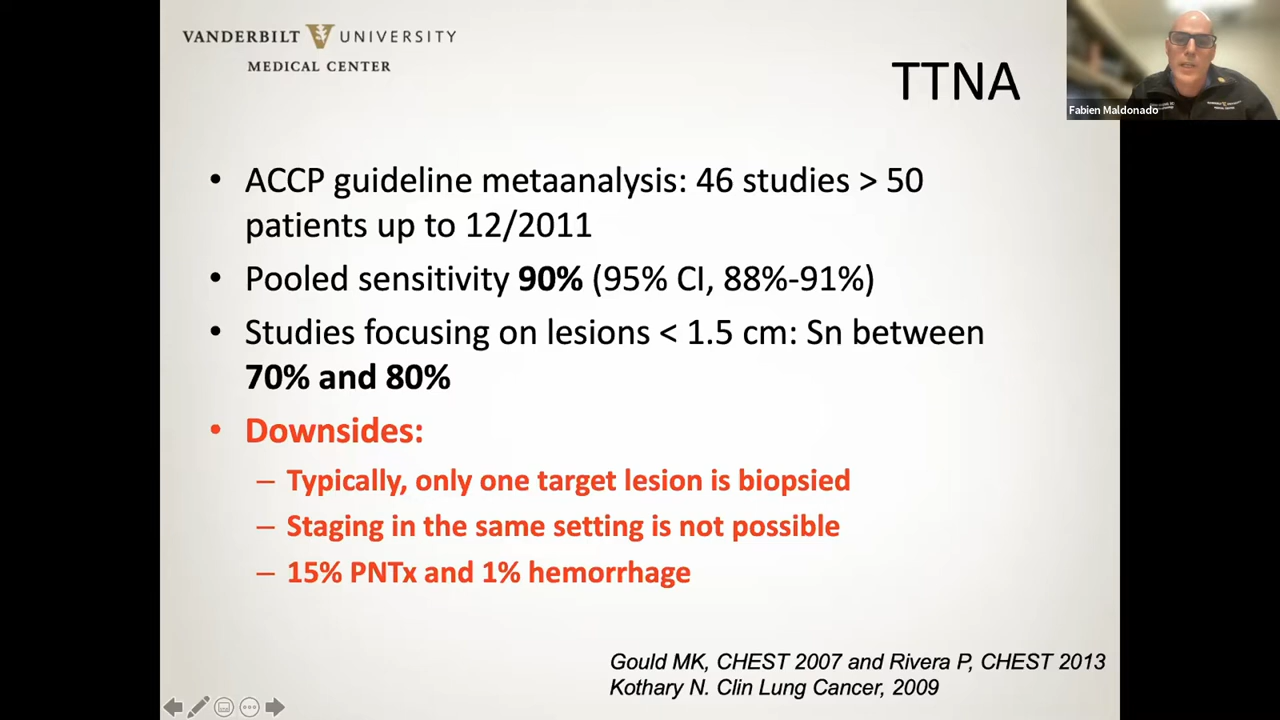 VANDERBILT V UNIVERSITY
MEDICAL CENTER
TTNA
Fabien Maldonado
• ACCP guideline metaanalysis: 46 studies > 50
patients up to 12/2011
• Pooled sensitivity 90% (95% CI, 88%-91%)
• Studies focusing on lesions < 1.5 cm: Sn between
70% and 80%
• Downsides:
– Typically, only one target lesion is biopsied
– Staging in the same setting is not possible
– 15% PNTx and 1% hemorrhage
Gould MK, CHEST 2007 and Rivera P, CHEST 2013
Kothary N. Clin Lung Cancer, 2009